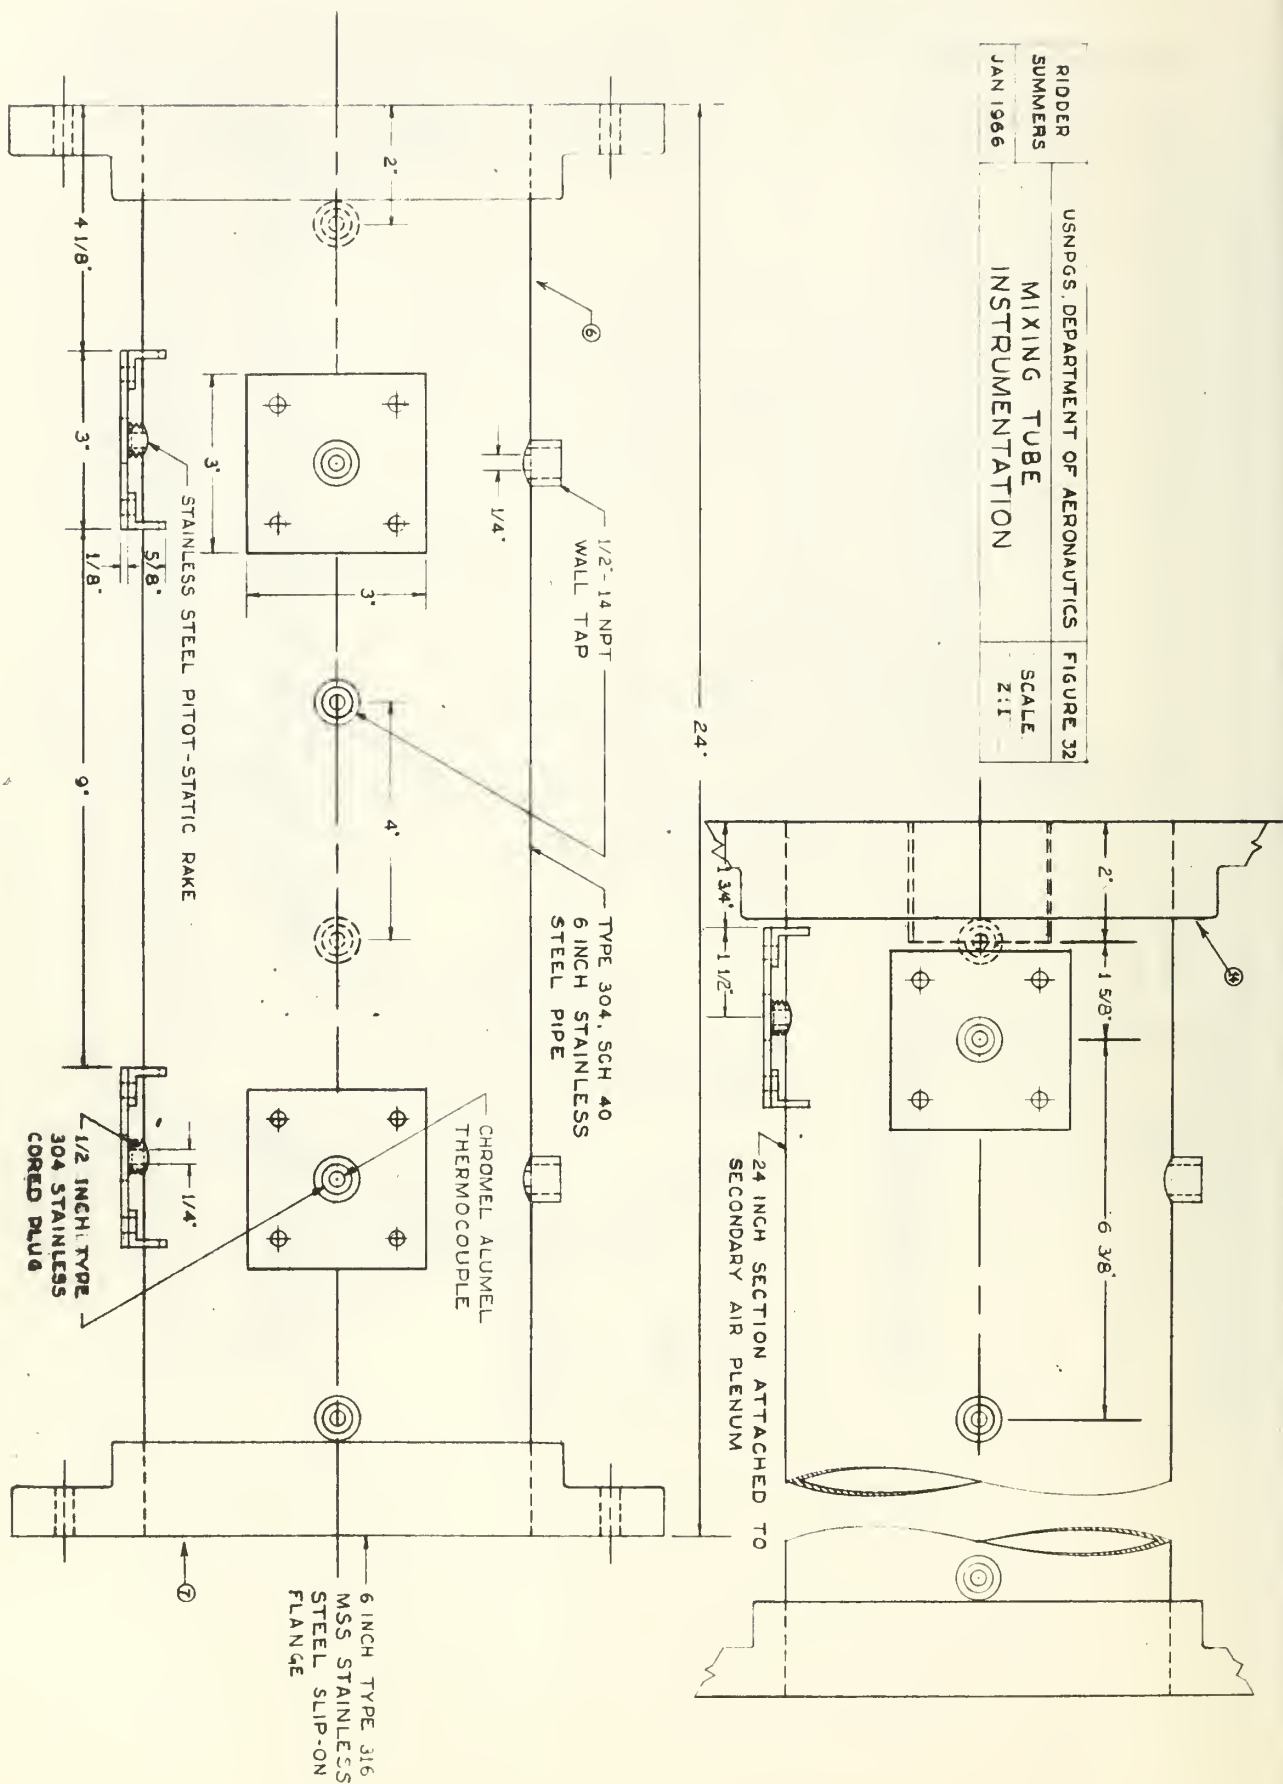 RIDDER
SUMMERS
JAN 1966
USNPGS, DEPARTMENT OF AERONAUTICS
MIXING TUBE
INSTRUMENTATION
FIGURE 32
SCALE
2:1
2"
1 5/8"
6 3/8"
14
1 3/4"
1 1/2"
24 INCH SECTION ATTACHED TO
SECONDARY AIR PLENUM
24"
6
1/2"-14 NPT
WALL TAP
1/4"
TYPE 304, SCH 40
6 INCH STAINLESS
STEEL PIPE
2"
3"
3"
4"
CHROMEL ALUMEL
THERMOCOUPLE
4 1/8"
3"
5/8"
1/8"
9"
1/4"
STAINLESS STEEL PITOT-STATIC RAKE
1/2 INCH TYPE
304 STAINLESS
CORED PLUG
7
6 INCH TYPE 316
MSS STAINLESS
STEEL SLIP-ON
FLANGE